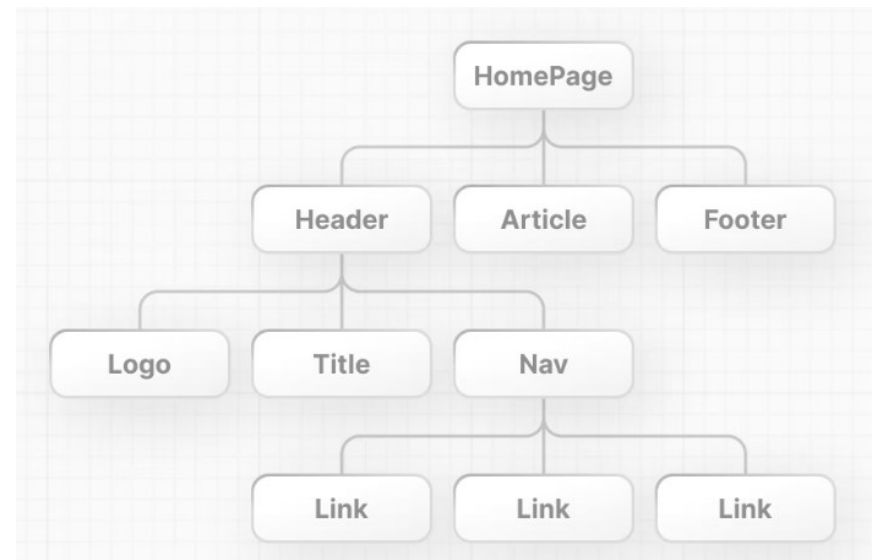 HomePage
Header
Article
Footer
Logo
Title
Nav
Link
Link
Link